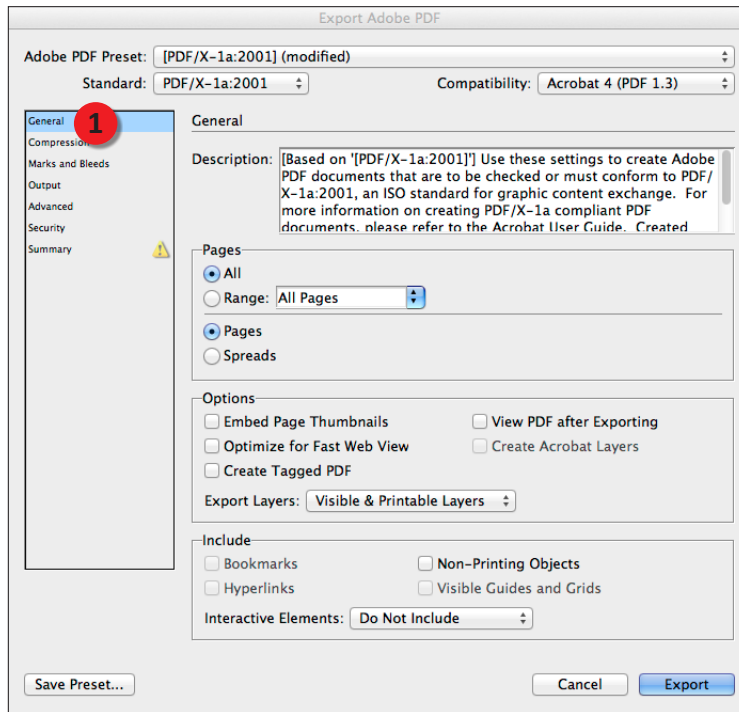 Export Adobe PDF
Adobe PDF Preset: [PDF/X-1a:2001] (modified)
Standard: PDF/X-1a:2001 Compatibility: Acrobat 4 (PDF 1.3)
General
1
Compression
Marks and Bleeds
Output
Advanced
Security
Summary
General
Description: [Based on '[PDF/X-1a:2001]'] Use these settings to create Adobe
PDF documents that are to be checked or must conform to PDF/
X-1a:2001, an ISO standard for graphic content exchange. For
more information on creating PDF/X-1a compliant PDF
documents, please refer to the Acrobat User Guide. Created
Pages
All
Range: All Pages
Pages
Spreads
Options
Embed Page Thumbnails View PDF after Exporting
Optimize for Fast Web View Create Acrobat Layers
Create Tagged PDF
Export Layers: Visible & Printable Layers
Include
Bookmarks Non-Printing Objects
Hyperlinks Visible Guides and Grids
Interactive Elements: Do Not Include
Save Preset... Cancel Export